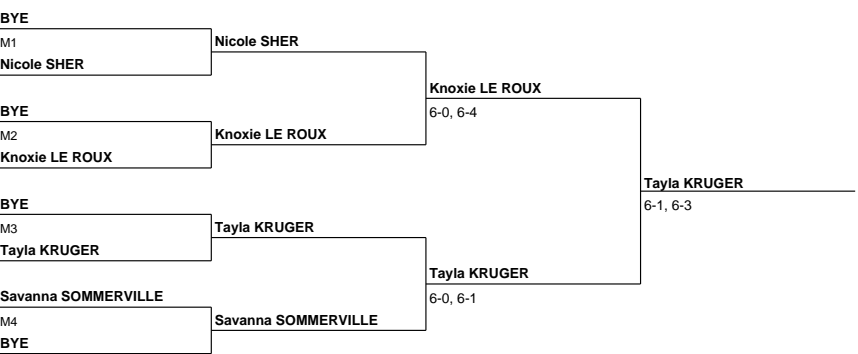 BYE
M1
Nicole SHER
Nicole SHER
BYE
M2
Knoxie LE ROUX
Knoxie LE ROUX
Knoxie LE ROUX
6-0, 6-4
BYE
M3
Tayla KRUGER
Tayla KRUGER
Savanna SOMMERVILLE
M4
BYE
Savanna SOMMERVILLE
Tayla KRUGER
6-0, 6-1
Tayla KRUGER
6-1, 6-3